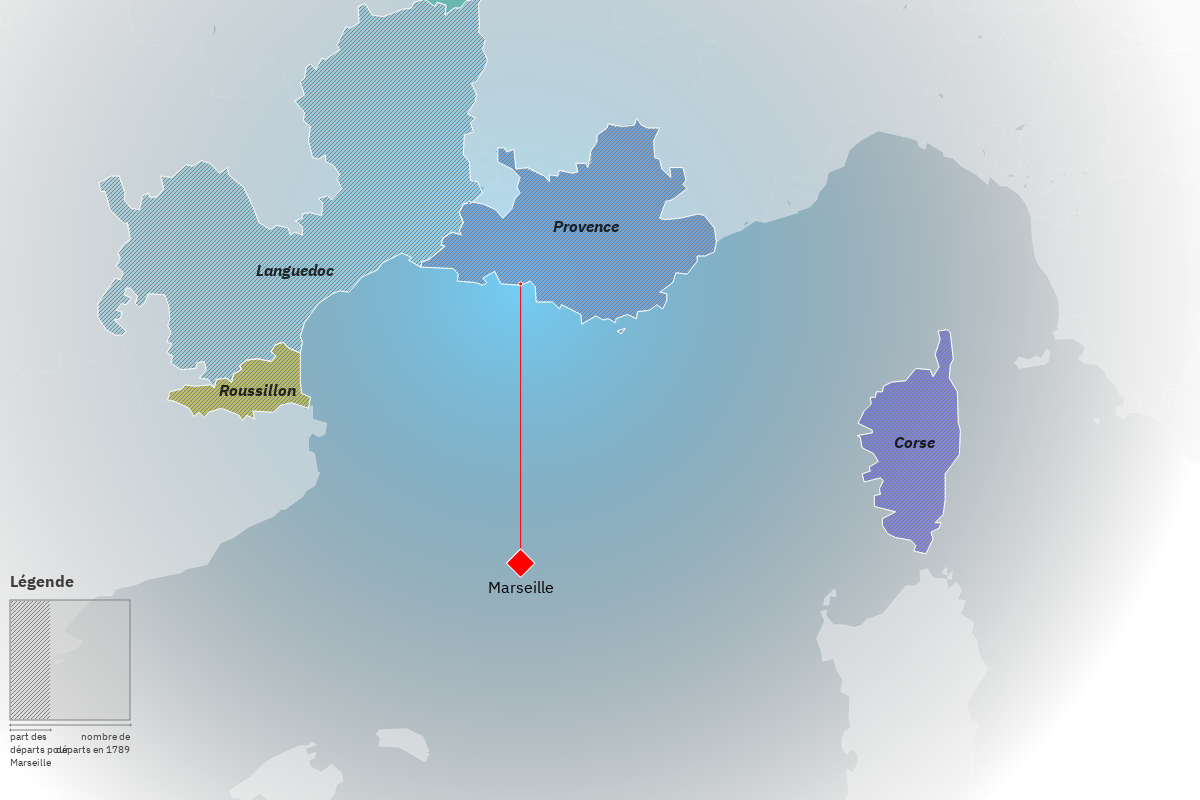 Provence
Languedoc
Roussillon
Corse
Marseille
Légende
part des
départs pour
Marseille
nombre de
départs en 1789